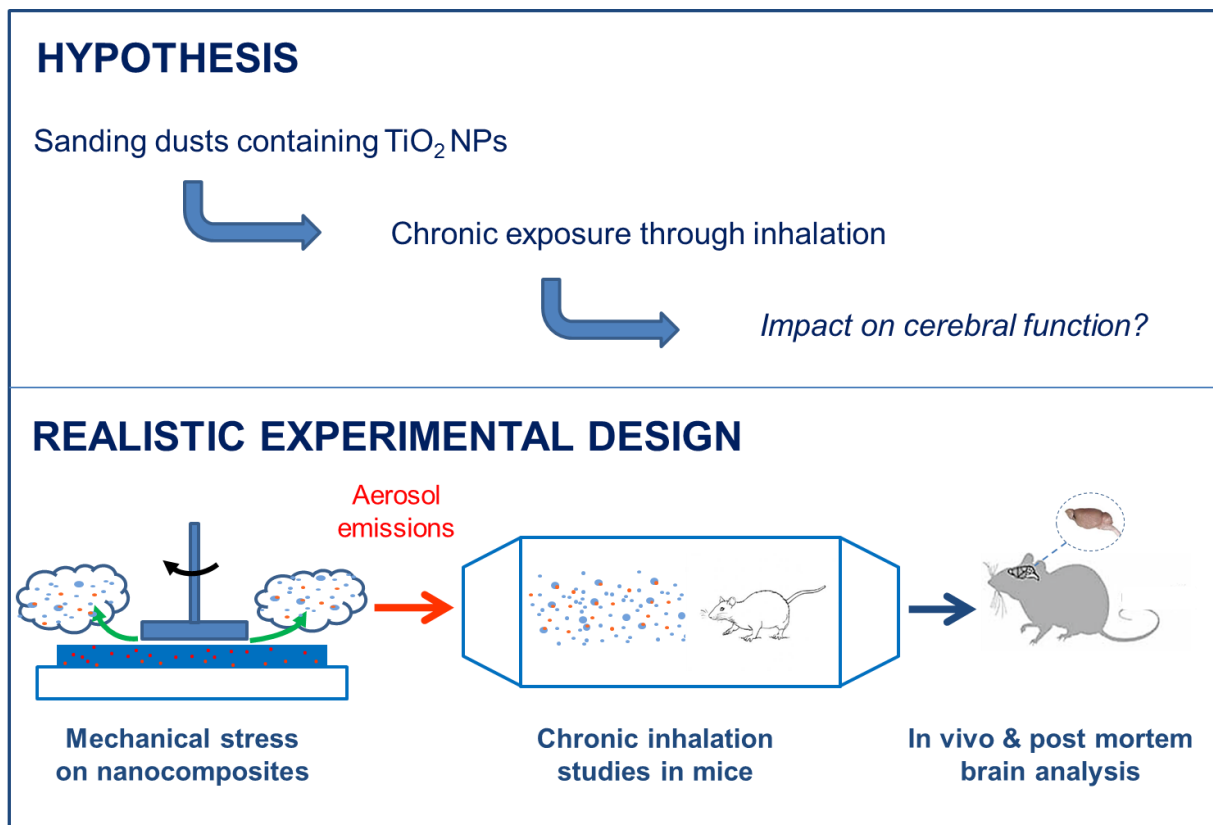 HYPOTHESIS
Sanding dusts containing TiO₂ NPs
Chronic exposure through inhalation
Impact on cerebral function?
REALISTIC EXPERIMENTAL DESIGN
Aerosol
emissions
Mechanical stress
on nanocomposites
Chronic inhalation
studies in mice
In vivo & post mortem
brain analysis